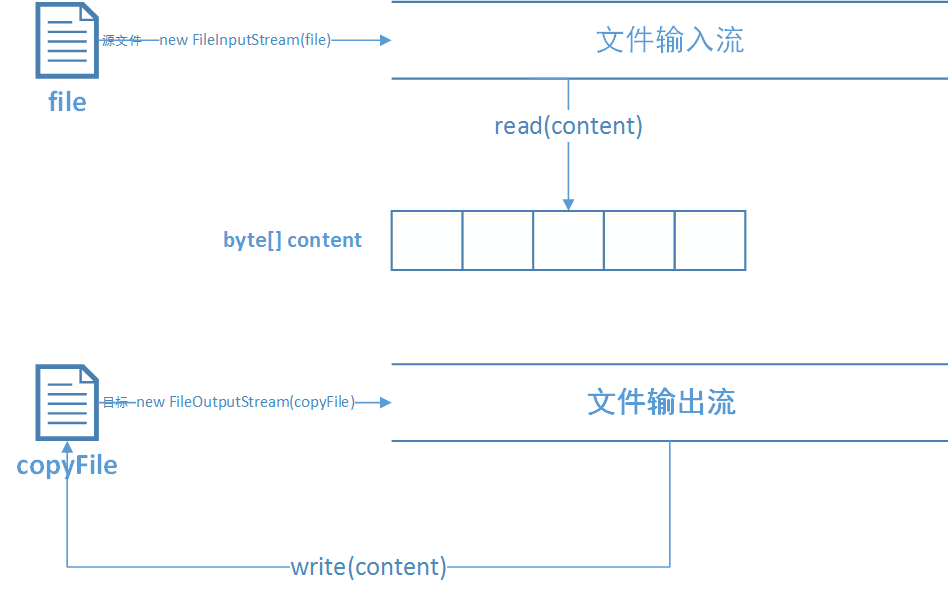 源文件
new FileInputStream(file)
文件输入流
file
read(content)
byte[] content
目标
new FileOutputStream(copyFile)
文件输出流
copyFile
write(content)